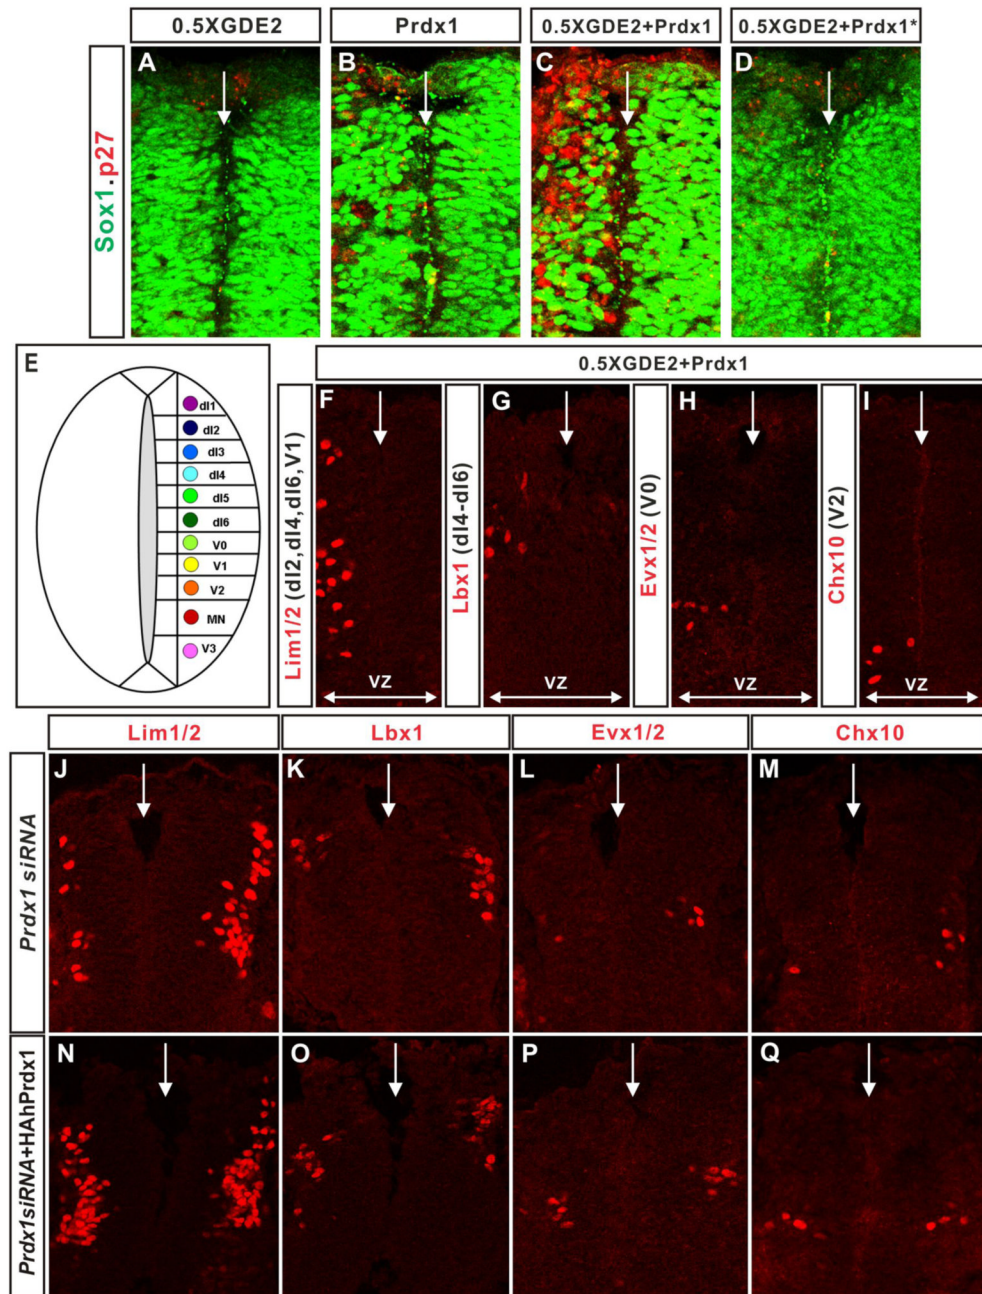 0.5XGDE2
Prdx1
0.5XGDE2+Prdx1
0.5XGDE2+Prdx1*
Sox1.p27
A
B
C
D
E
dI1
dI2
dI3
dI4
dI5
dI6
V0
V1
V2
MN
V3
0.5XGDE2+Prdx1
Lim1/2 (dI2,dI4,dI6,V1)
F
VZ
Lbx1 (dI4-dI6)
G
VZ
Evx1/2 (V0)
H
VZ
Chx10 (V2)
I
VZ
Lim1/2
Lbx1
Evx1/2
Chx10
Prdx1 siRNA
J
K
L
M
Prdx1siRNA+HAhPrdx1
N
O
P
Q